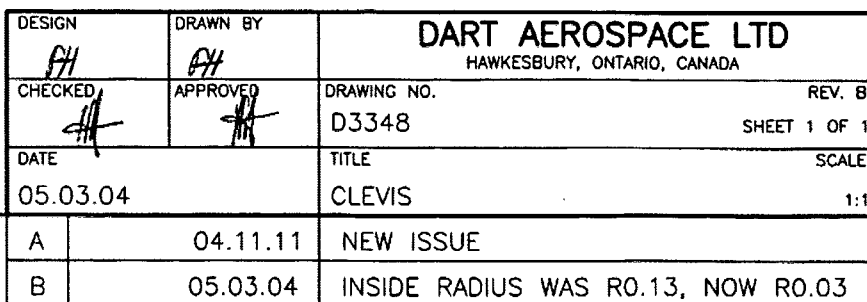 DESIGN
DRAWN BY
DART AEROSPACE LTD
HAWKESBURY, ONTARIO, CANADA
CHECKED
APPROVED
DRAWING NO.
REV. B
D3348
SHEET 1 OF 1
DATE
TITLE
SCALE
05.03.04
CLEVIS
1:1
A 04.11.11 NEW ISSUE
B 05.03.04 INSIDE RADIUS WAS R0.13, NOW R0.03